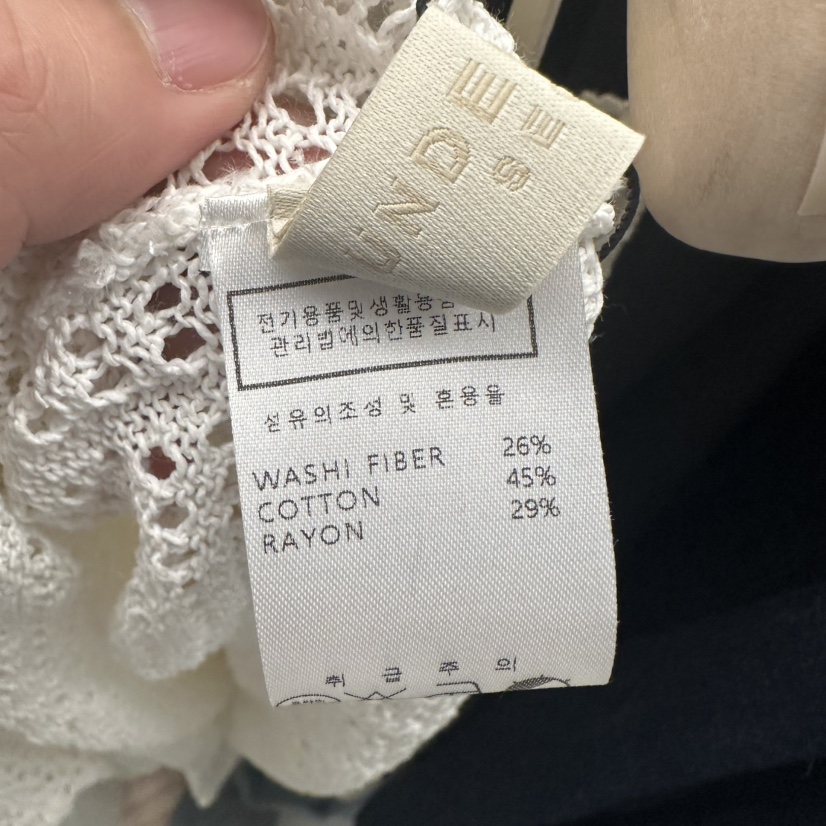 SEE
전기용품및생활용
관리법에의한품질표시
섬유의조성 및 혼용율
WASHI FIBER 26%
COTTON 45%
RAYON 29%
취 급 주 의